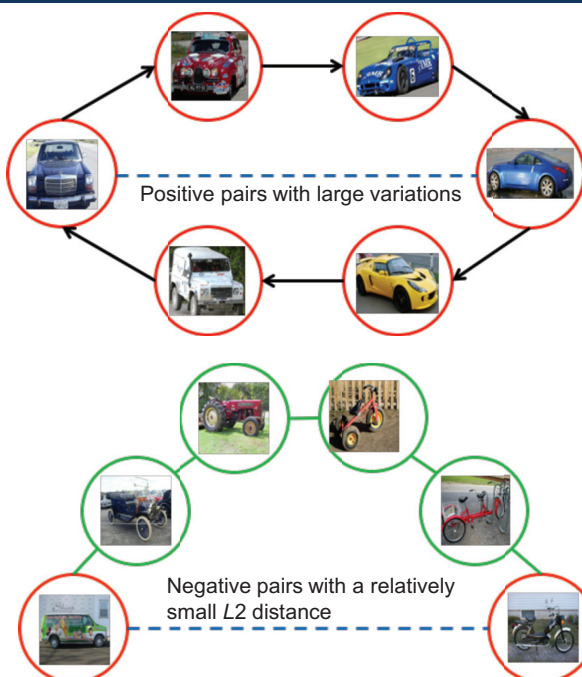 Positive pairs with large variations
Negative pairs with a relatively
small L2 distance